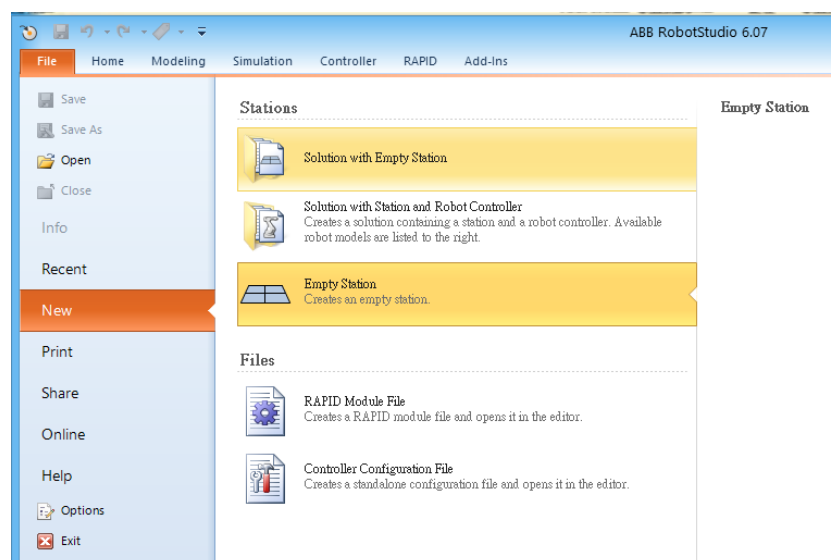 ABB RobotStudio 6.07
File Home Modeling Simulation Controller RAPID Add-Ins
Save
Save As
Open
Close
Info
Recent
New
Print
Share
Online
Help
Options
Exit
Stations
Solution with Empty Station
Solution with Station and Robot Controller
Creates a solution containing a station and a robot controller. Available
robot models are listed to the right.
Empty Station
Creates an empty station.
Files
RAPID Module File
Creates a RAPID module file and opens it in the editor.
Controller Configuration File
Creates a standalone configuration file and opens it in the editor.
Empty Station